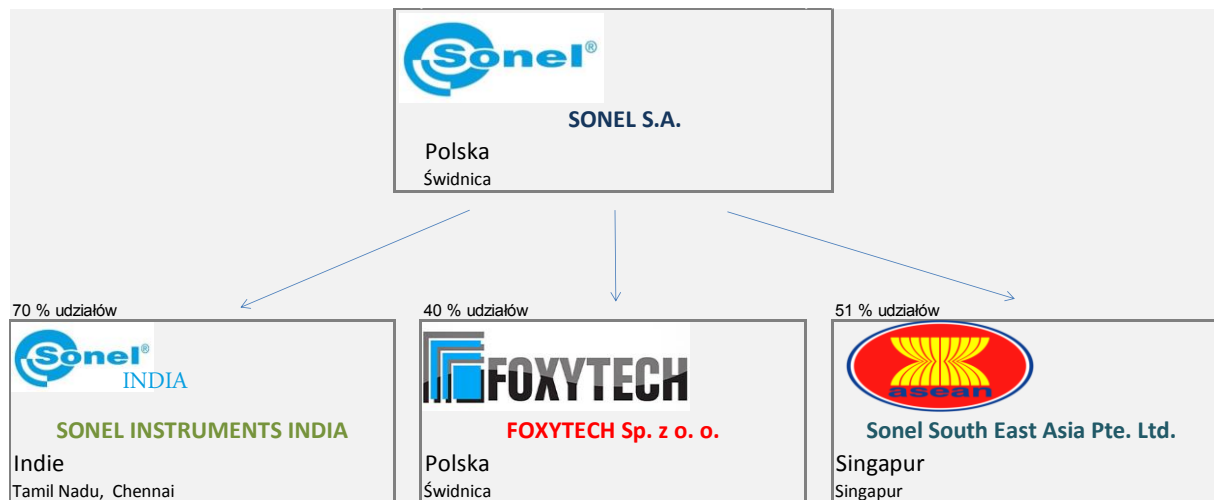 Sonel®
SONEL S.A.
Polska
Świdnica
70 % udziałów
Sonel®
INDIA
SONEL INSTRUMENTS INDIA
Indie
Tamil Nadu, Chennai
40 % udziałów
FOXYTECH
FOXYTECH Sp. z o. o.
Polska
Świdnica
51 % udziałów
asean
Sonel South East Asia Pte. Ltd.
Singapur
Singapur